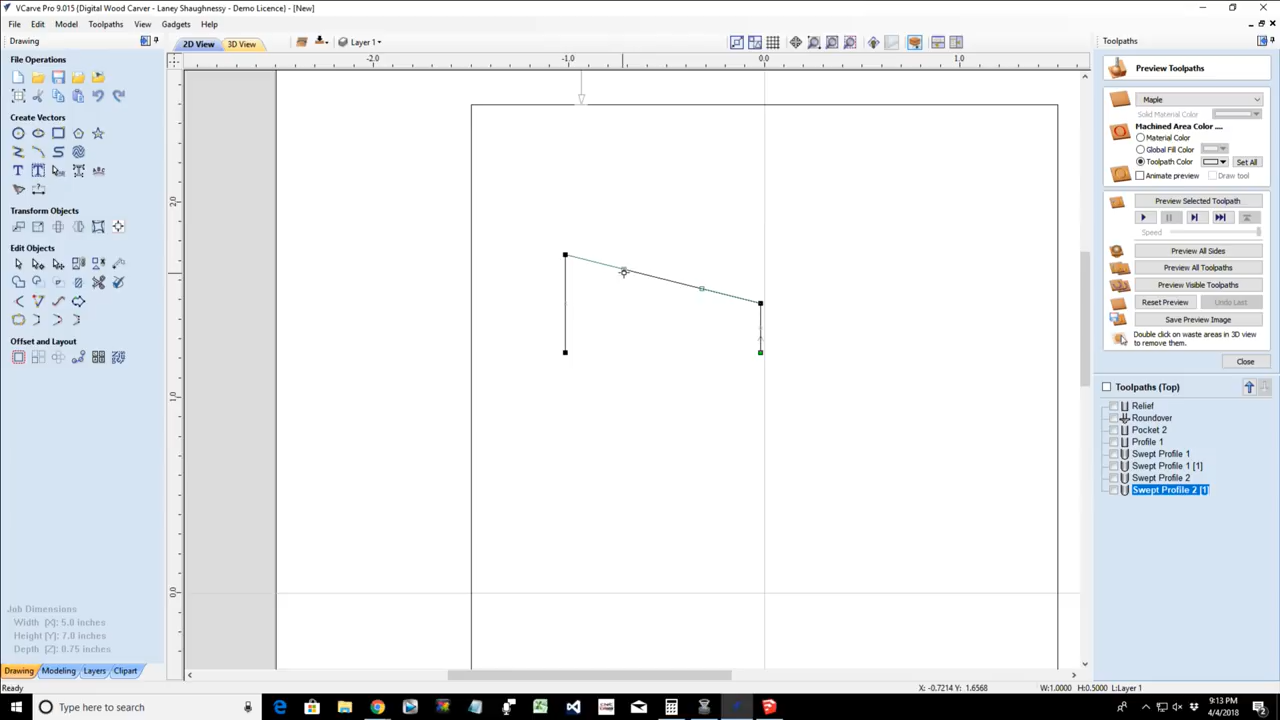 VCarve Pro 9.015 {Digital Wood Carver - Laney Shaughnessy - Demo Licence} - [New]
File Edit Model Toolpaths View Gadgets Help
Drawing
2D View 3D View Layer 1
Toolpaths
File Operations
Create Vectors
Transform Objects
Edit Objects
Offset and Layout
Job Dimensions
Width (X): 5.0 inches
Height (Y): 7.0 inches
Depth (Z): 0.75 inches
Drawing Modeling Layers Clipart
-2.0 -1.0 0.0 1.0
2.0
1.0
0.0
Preview Toolpaths
Maple
Solid Material Color
Machined Area Color ....
Material Color
Global Fill Color
Toolpath Color Set All
Animate preview Draw tool
Preview Selected Toolpath
Speed
Preview All Sides
Preview All Toolpaths
Preview Visible Toolpaths
Reset Preview Undo Last
Save Preview Image
Double click on waste areas in 3D view
to remove them.
Close
Toolpaths (Top)
Relief
Roundover
Pocket 2
Profile 1
Swept Profile 1
Swept Profile 1 [1]
Swept Profile 2
Swept Profile 2 [1]
Ready X: -0.7214 Y: 1.6568 W:1.0000 H:0.5000 L:Layer 1
Type here to search
9:13 PM
4/4/2018